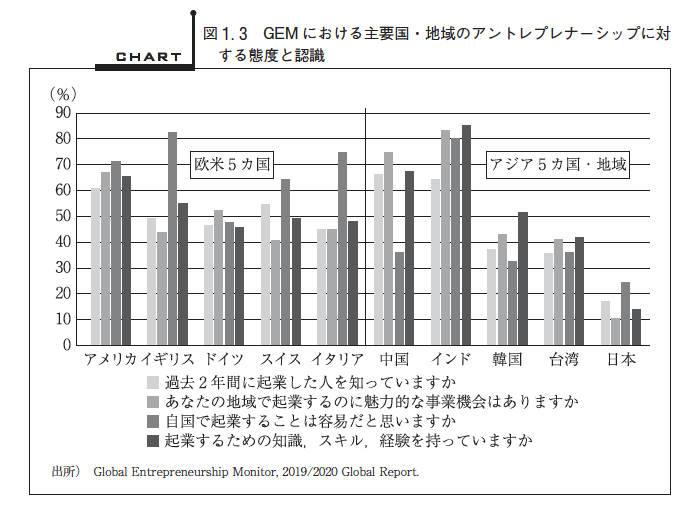 図1.3 GEMにおける主要国・地域のアントレプレナーシップに対
する態度と認識
CHART
(%)
90
80
70
60
50
40
30
20
10
0
欧米5カ国
アジア5カ国・地域
アメリカ イギリス ドイツ スイス イタリア 中国 インド 韓国 台湾 日本
過去2年間に起業した人を知っていますか
あなたの地域で起業するのに魅力的な事業機会はありますか
自国で起業することは容易だと思いますか
起業するための知識,スキル,経験を持っていますか
出所) Global Entrepreneurship Monitor, 2019/2020 Global Report.